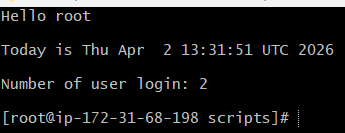 Hello root
Today is Thu Apr  2 13:31:51 UTC 2026
Number of user login: 2
[root@ip-172-31-68-198 scripts]#